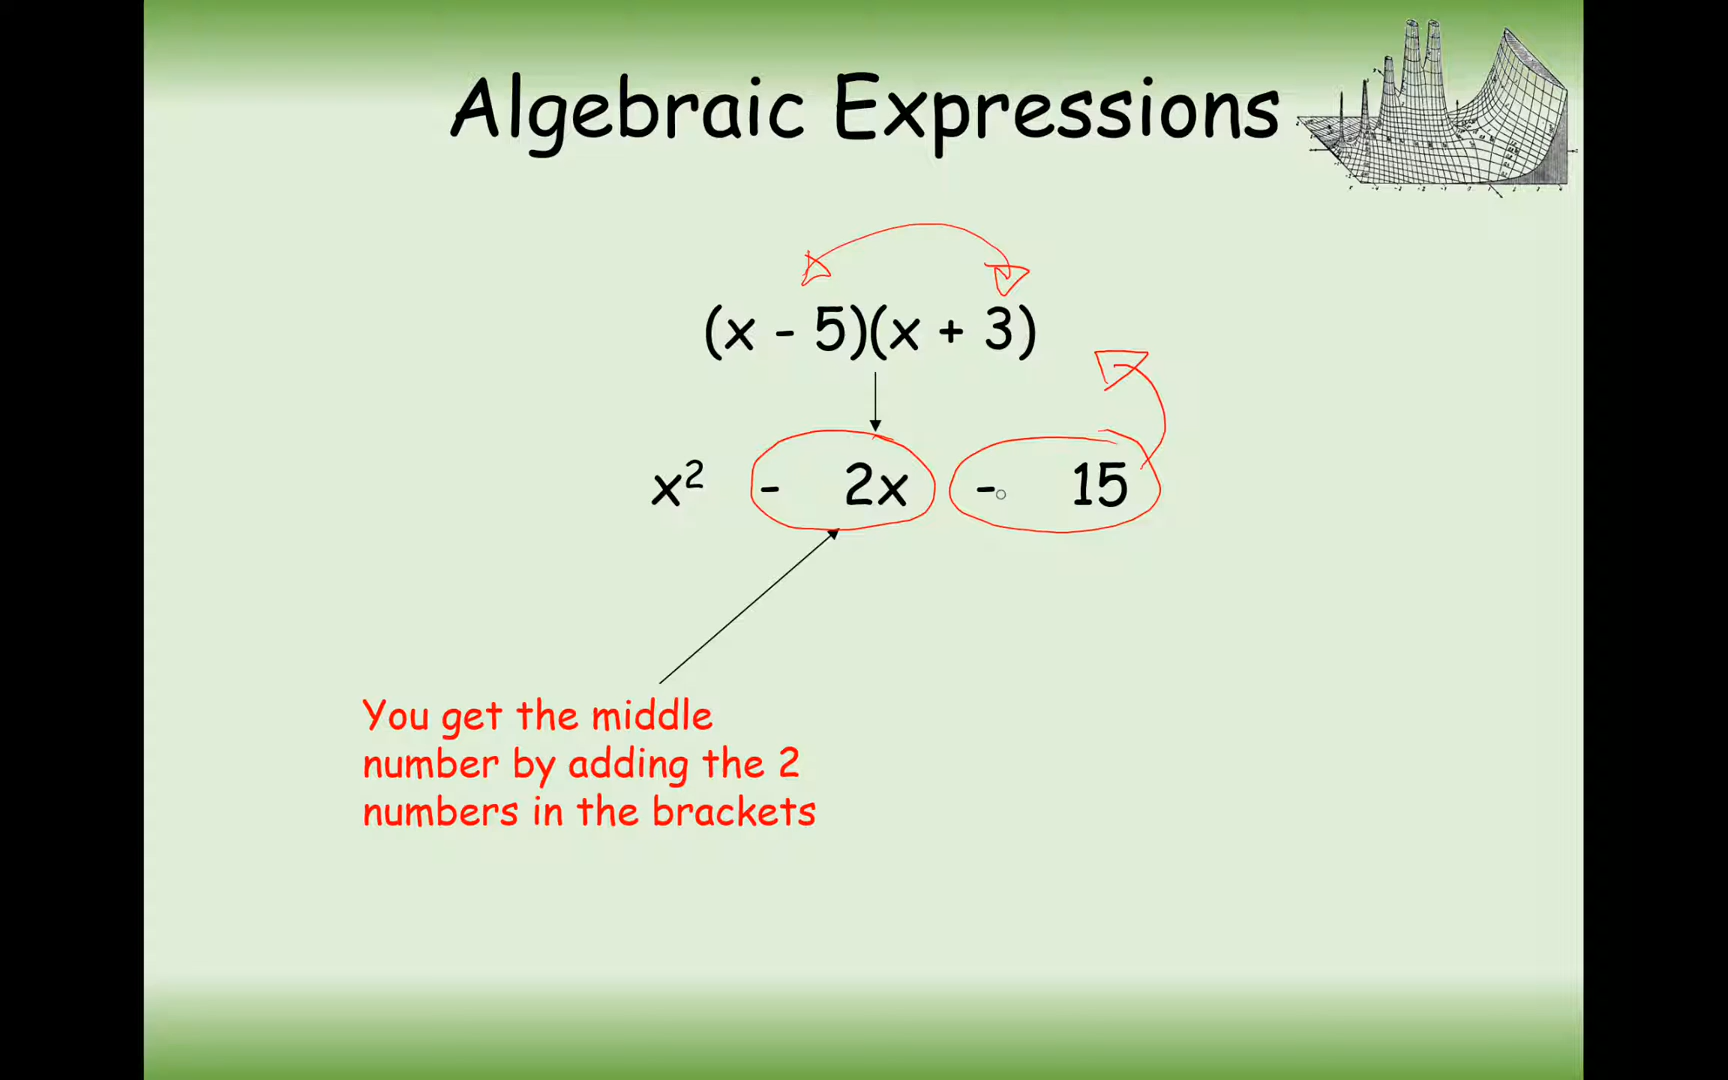 Algebraic Expressions
(x - 5)(x + 3)
x² - 2x - 15
You get the middle
number by adding the 2
numbers in the brackets